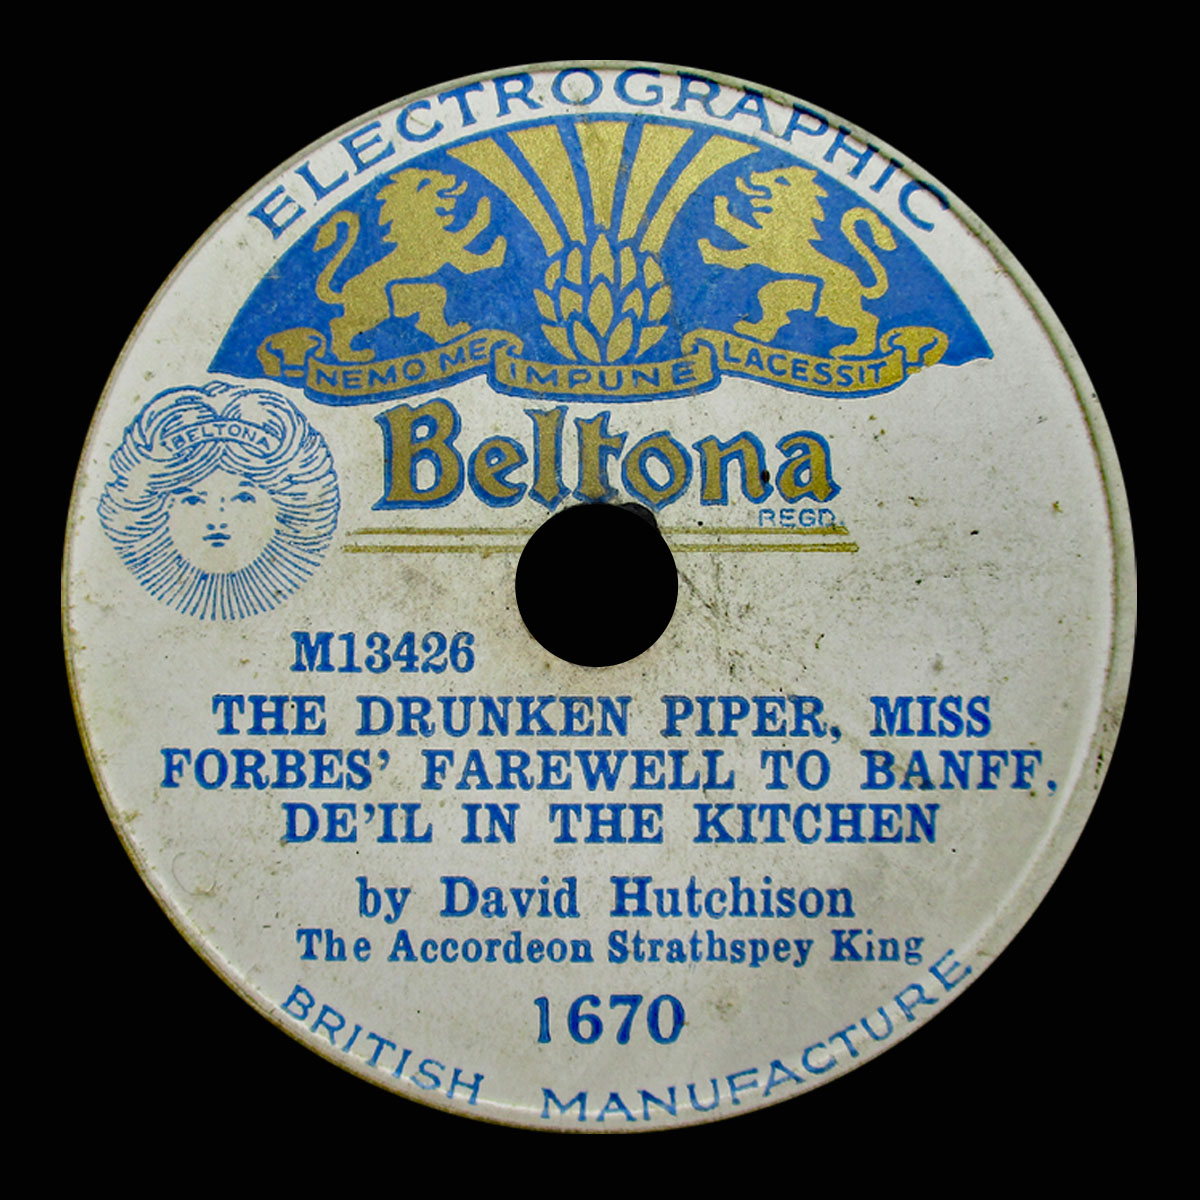 ELECTROGRAPHIC
NEMO ME IMPUNE LACESSIT
Beltona
BELTONA
REGD.
M13426
THE DRUNKEN PIPER, MISS
FORBES' FAREWELL TO BANFF,
DE'IL IN THE KITCHEN
by David Hutchison
The Accordeon Strathspey King
1670
BRITISH MANUFACTURE